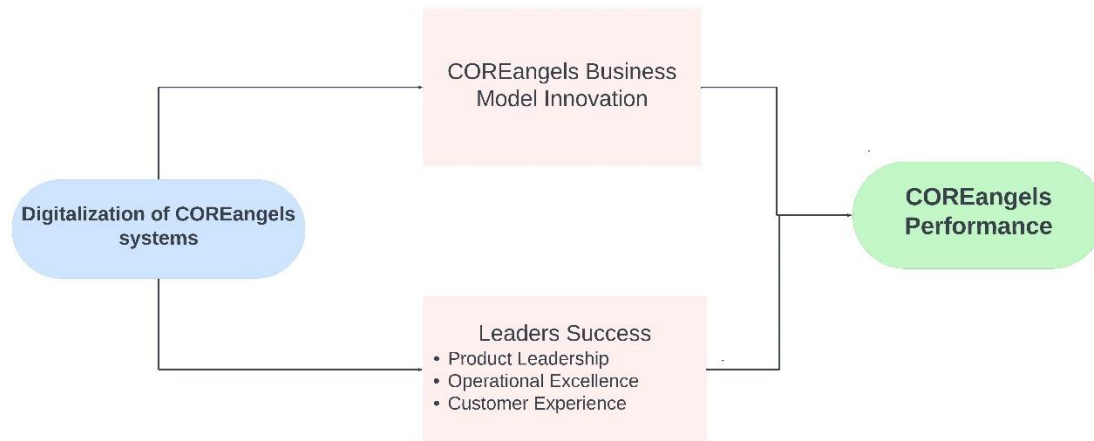 COREangels Business
Model Innovation
Digitalization of COREangels
systems
COREangels
Performance
Leaders Success
• Product Leadership
• Operational Excellence
• Customer Experience